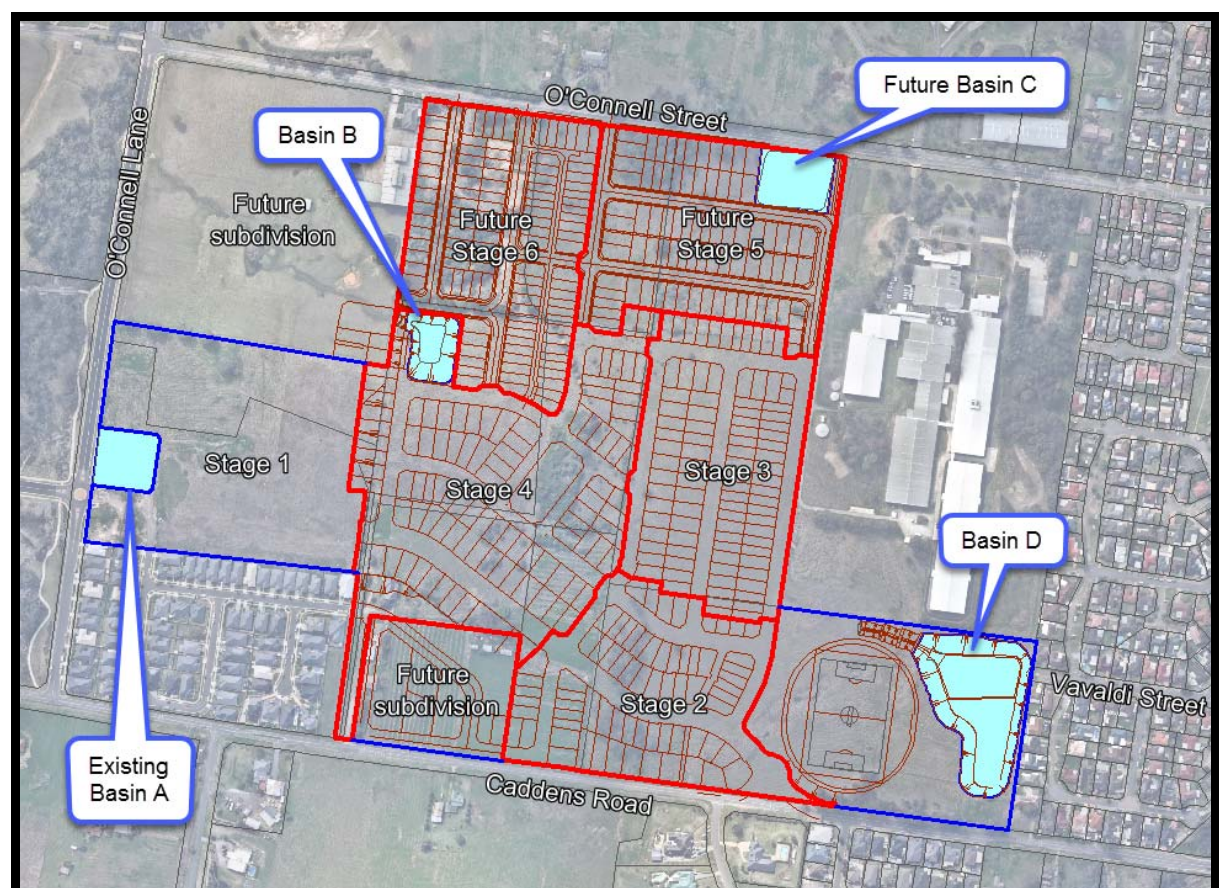 O'Connell Street
Future Basin C
Basin B
O'Connell Lane
Future
subdivision
Future
Stage 6
Future
Stage 5
Stage 1
Stage 4
Stage 3
Basin D
Future
subdivision
Stage 2
Vavaldi Street
Existing
Basin A
Caddens Road